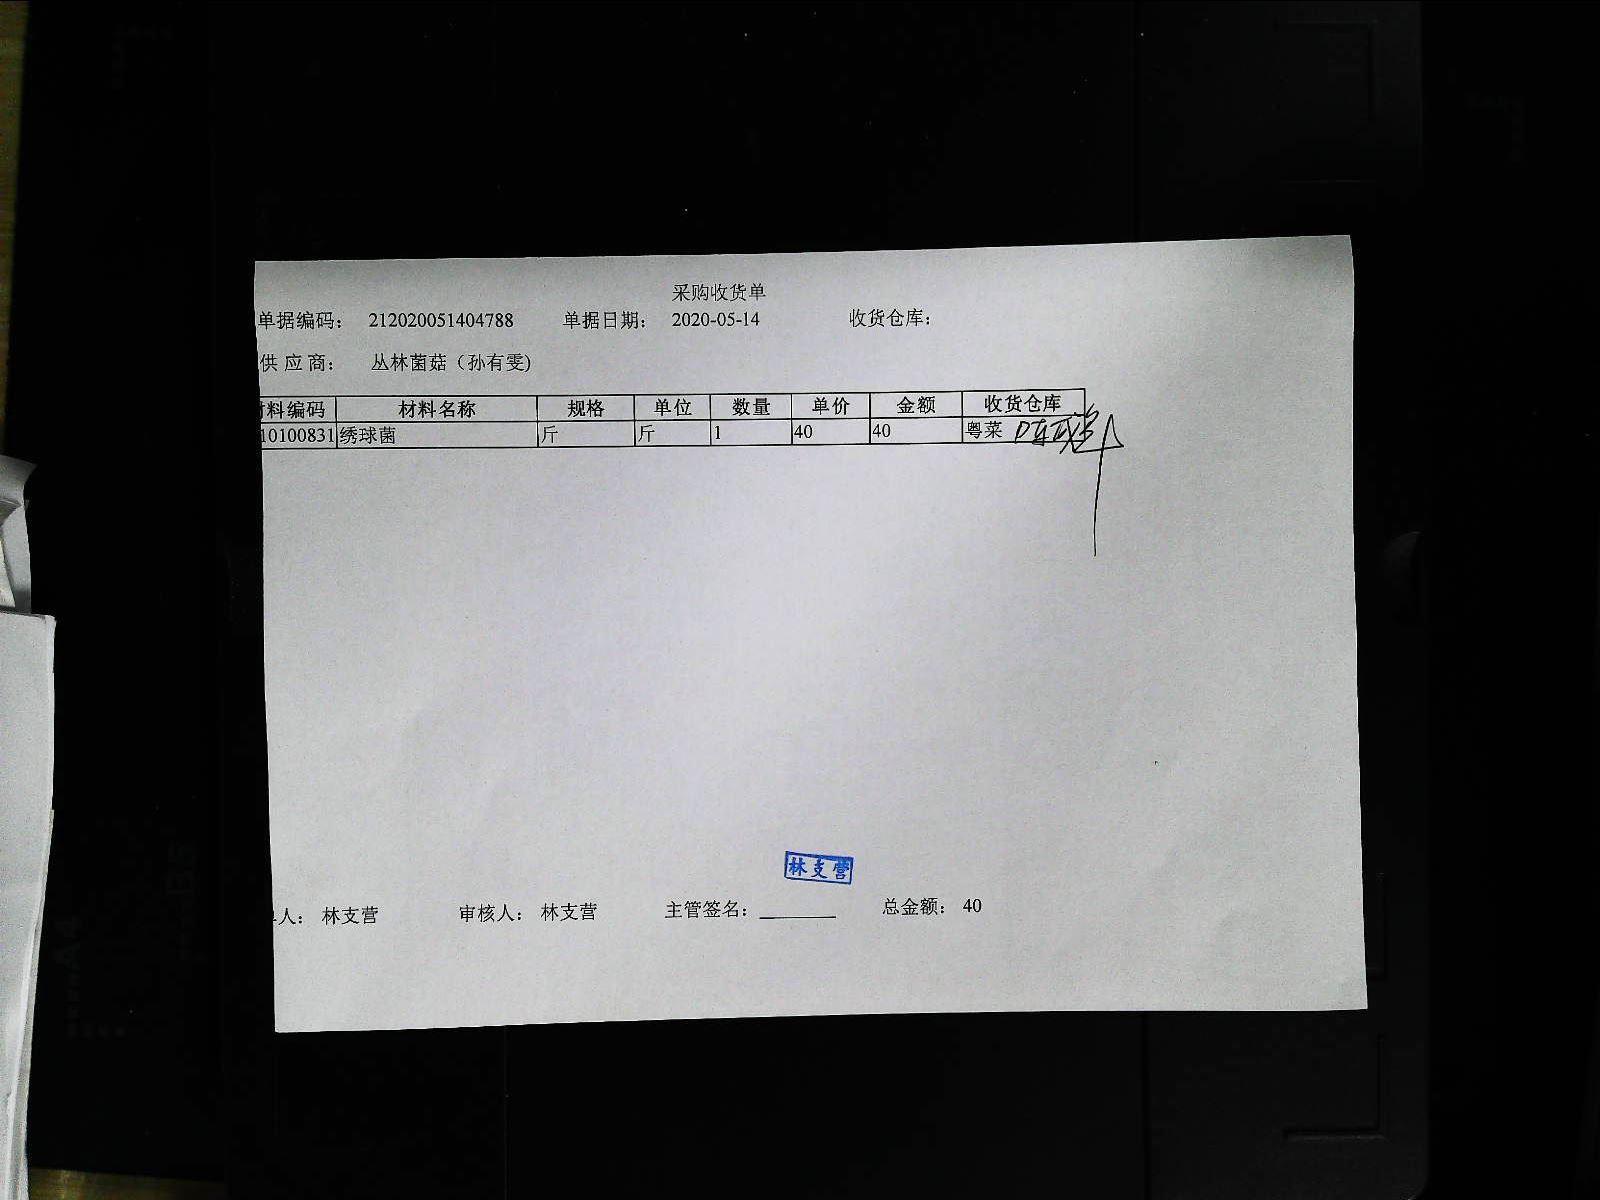 采购收货单
单据编码: 212020051404788 单据日期: 2020-05-14 收货仓库:
供应商: 丛林菌菇（孙有雯)
料编码 材料名称 规格 单位 数量 单价 金额 收货仓库
10100831 绣球菌 斤 斤 1 40 40 粤菜
林支营
人: 林支营 审核人: 林支营 主管签名: 总金额: 40